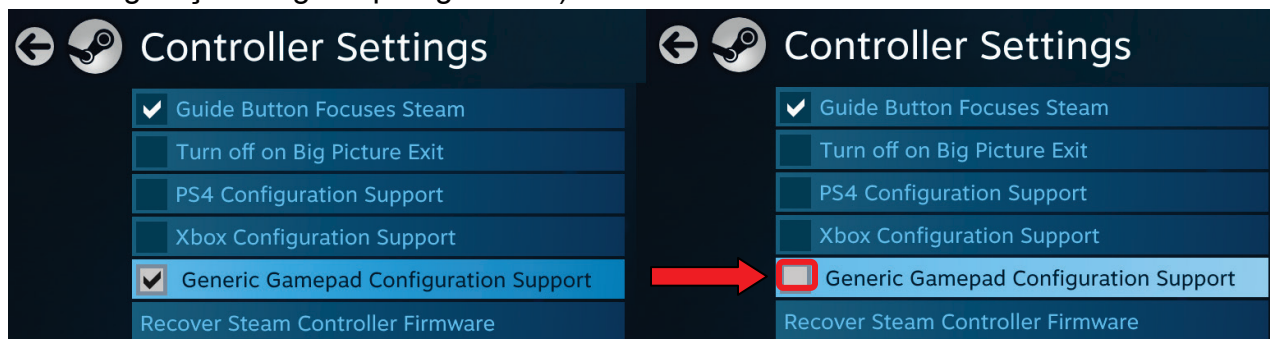 Controller Settings
Guide Button Focuses Steam
Turn off on Big Picture Exit
PS4 Configuration Support
Xbox Configuration Support
Generic Gamepad Configuration Support
Recover Steam Controller Firmware
Controller Settings
Guide Button Focuses Steam
Turn off on Big Picture Exit
PS4 Configuration Support
Xbox Configuration Support
Generic Gamepad Configuration Support
Recover Steam Controller Firmware